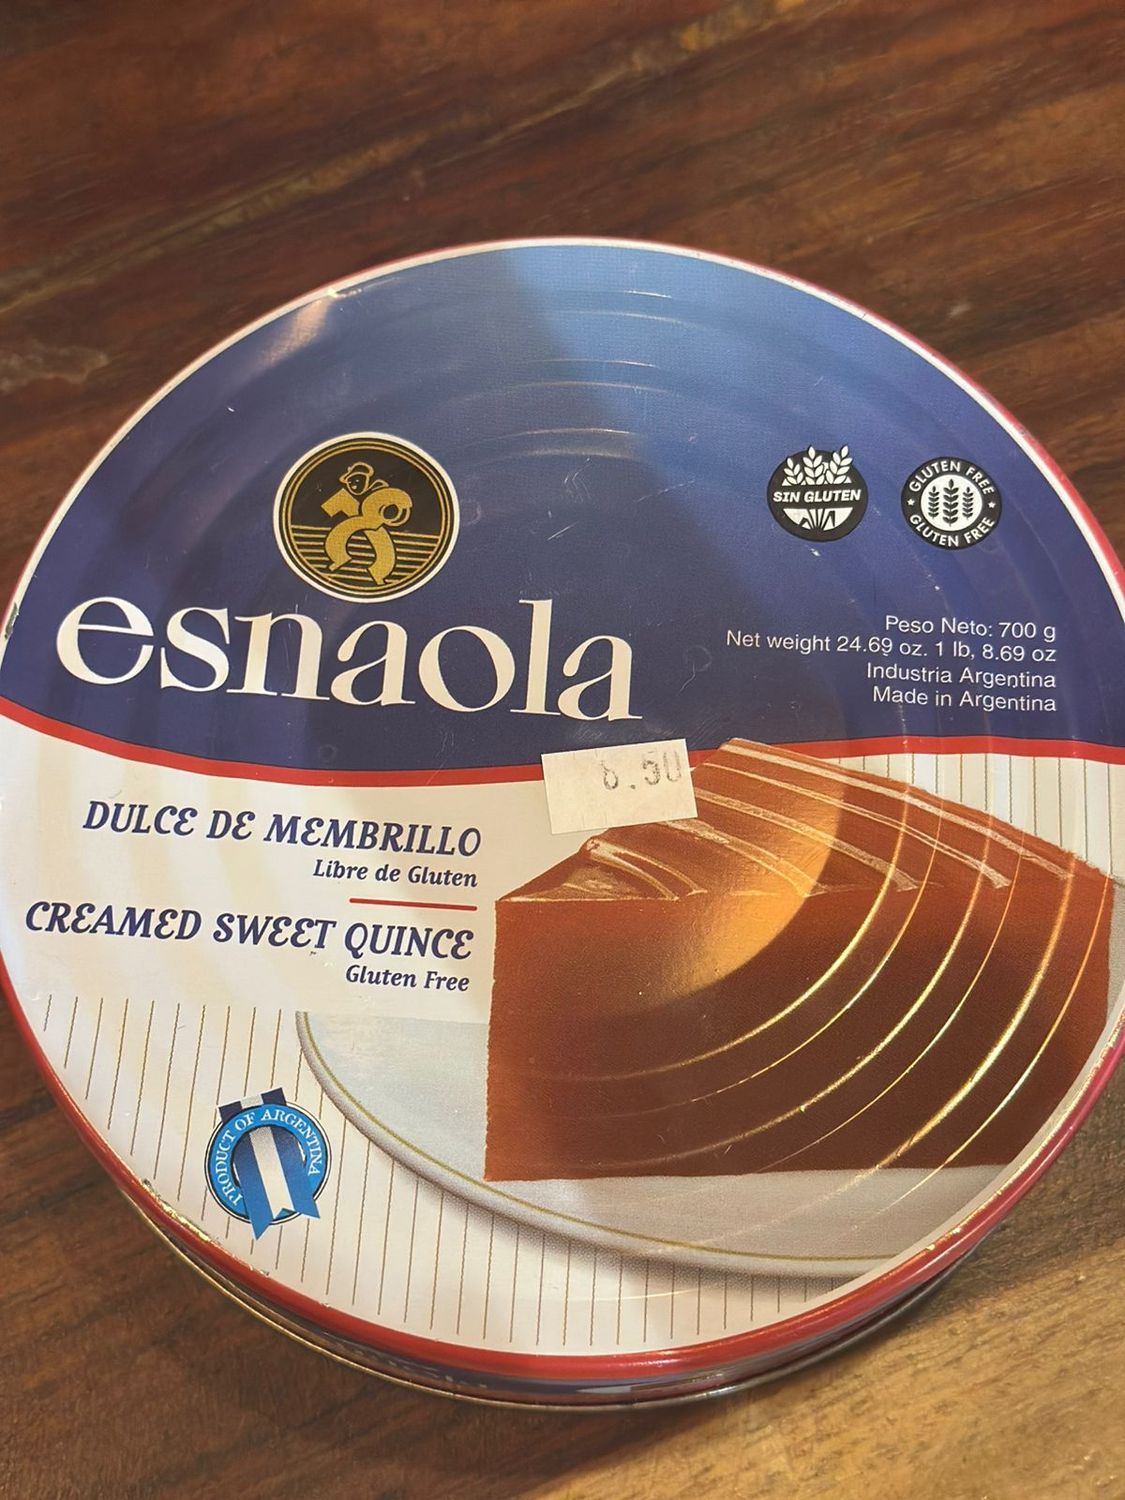 SIN GLUTEN
GLUTEN FREE
GLUTEN FREE
esnaola
Peso Neto: 700 g
Net weight 24.69 oz. 1 lb, 8.69 oz
Industria Argentina
Made in Argentina
DULCE DE MEMBRILLO
Libre de Gluten
CREAMED SWEET QUINCE
Gluten Free
PRODUCT OF ARGENTINA